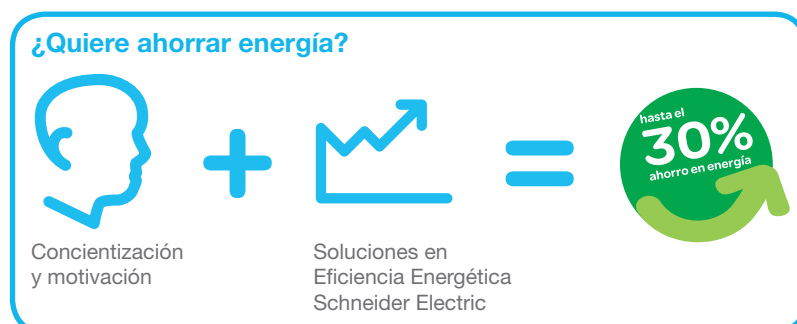 ¿Quiere ahorrar energía?
hasta el
30%
ahorro en energía
Concientización
y motivación
Soluciones en
Eficiencia Energética
Schneider Electric